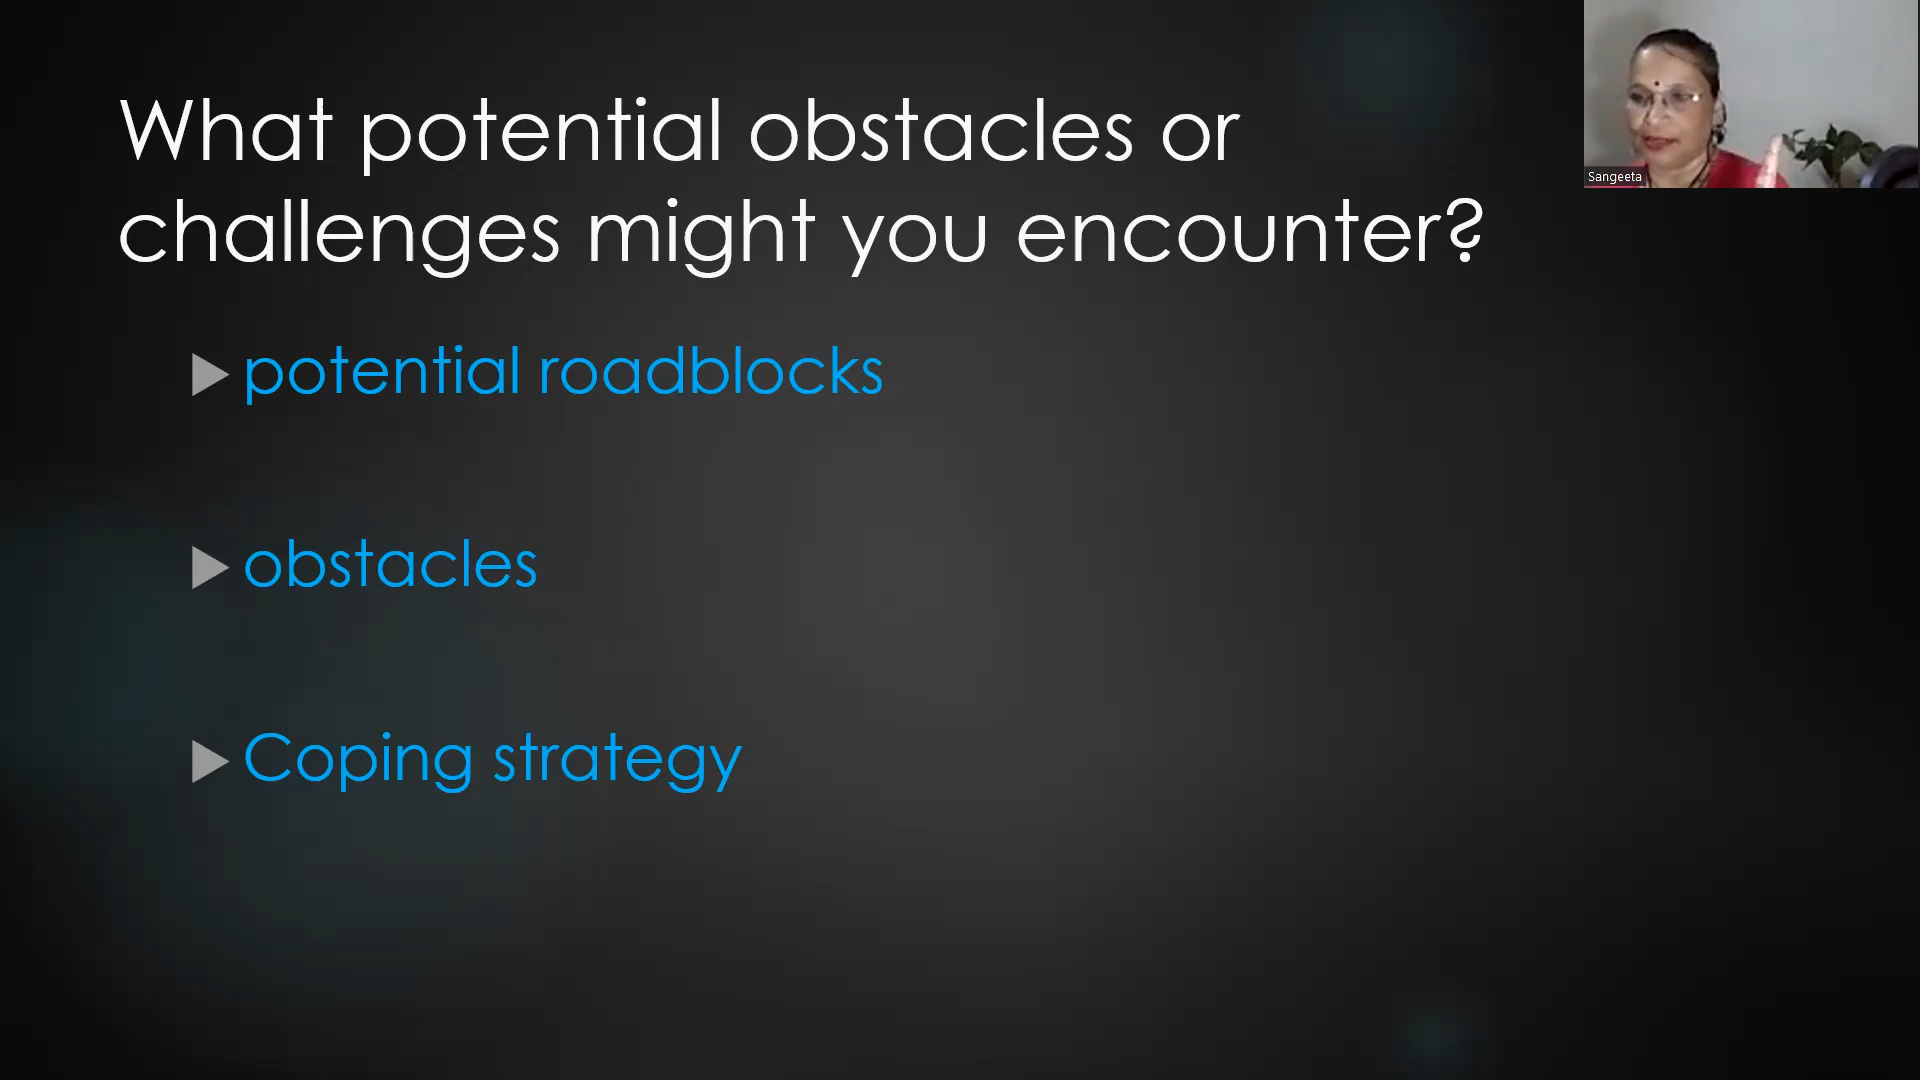 What potential obstacles or
challenges might you encounter?
potential roadblocks
obstacles
Coping strategy
Sangeeta